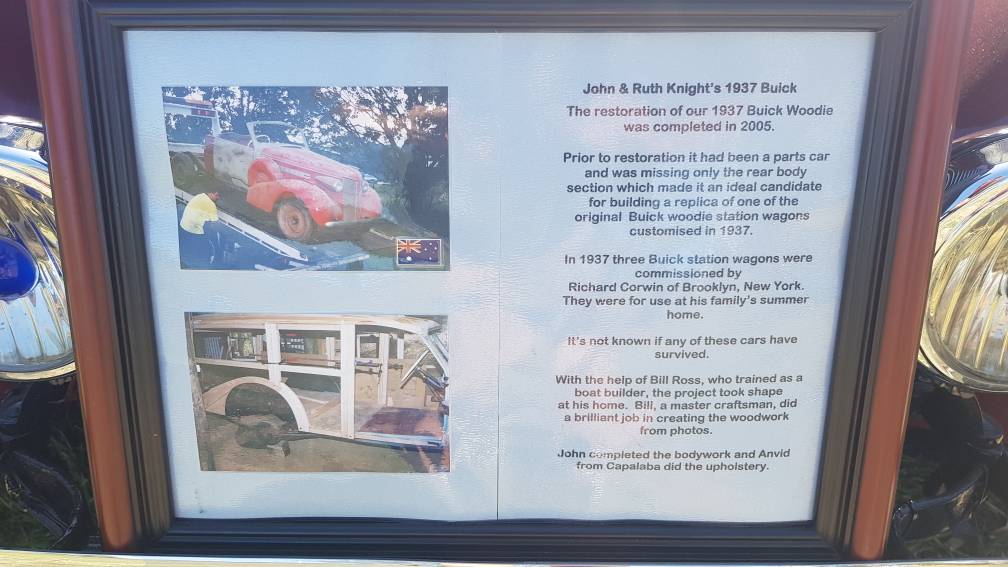 John & Ruth Knight's 1937 Buick
The restoration of our 1937 Buick Woodie
was completed in 2005.
Prior to restoration it had been a parts car
and was missing only the rear body
section which made it an ideal candidate
for building a replica of one of the
original Buick woodie station wagons
customised in 1937.
In 1937 three Buick station wagons were
commissioned by
Richard Corwin of Brooklyn, New York.
They were for use at his family's summer
home.
It's not known if any of these cars have
survived.
With the help of Bill Ross, who trained as a
boat builder, the project took shape
at his home. Bill, a master craftsman, did
a brilliant job in creating the woodwork
from photos.
John completed the bodywork and Anvid
from Capalaba did the upholstery.